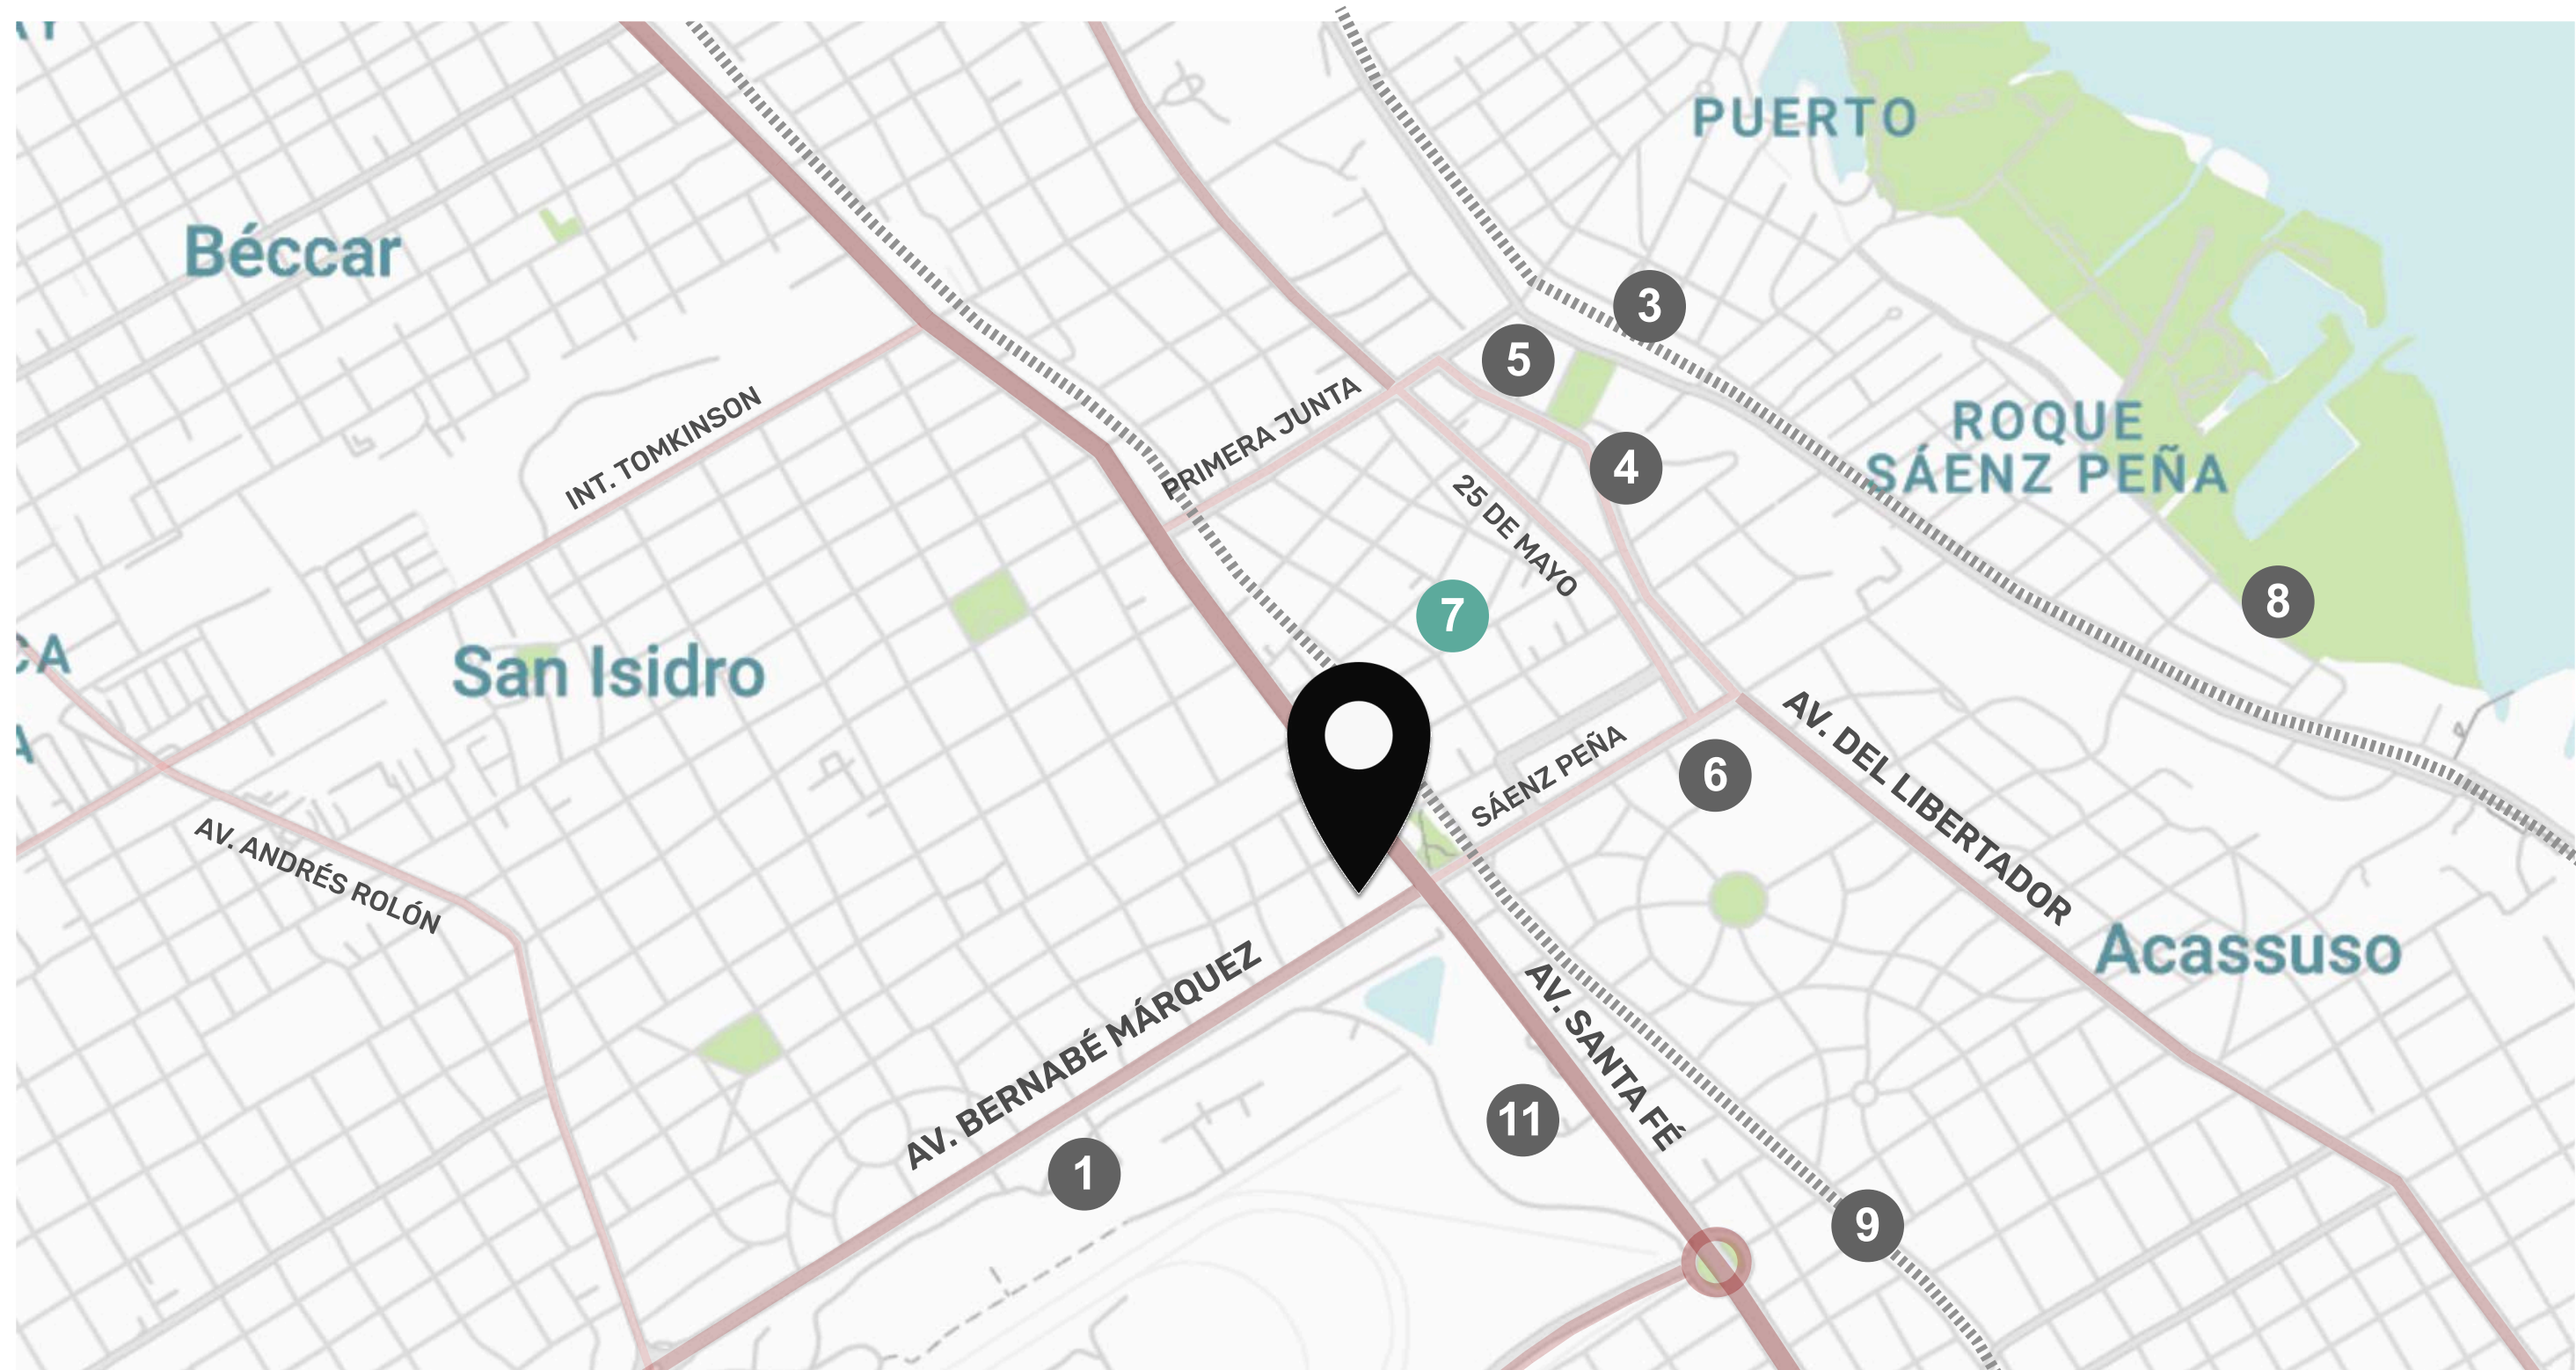 PUERTO
Béccar
3
5
INT. TOMKINSON
PRIMERA JUNTA
ROQUE
SÁENZ PEÑA
4
25 DE MAYO
7
8
San Isidro
SÁENZ PEÑA
6
AV. DEL LIBERTADOR
AV. ANDRÉS ROLÓN
Acassuso
AV. BERNABÉ MÁRQUEZ
AV. SANTA FÉ
11
1
9